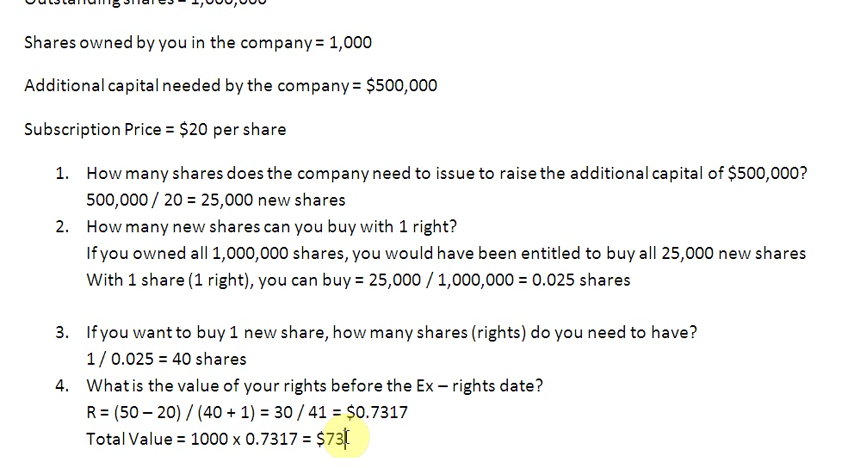 Outstanding shares = 1,000,000
Shares owned by you in the company = 1,000
Additional capital needed by the company = $500,000
Subscription Price = $20 per share
1. How many shares does the company need to issue to raise the additional capital of $500,000?
500,000 / 20 = 25,000 new shares
2. How many new shares can you buy with 1 right?
If you owned all 1,000,000 shares, you would have been entitled to buy all 25,000 new shares
With 1 share (1 right), you can buy = 25,000 / 1,000,000 = 0.025 shares
3. If you want to buy 1 new share, how many shares (rights) do you need to have?
1 / 0.025 = 40 shares
4. What is the value of your rights before the Ex – rights date?
R = (50 – 20) / (40 + 1) = 30 / 41 = $0.7317
Total Value = 1000 x 0.7317 = $73